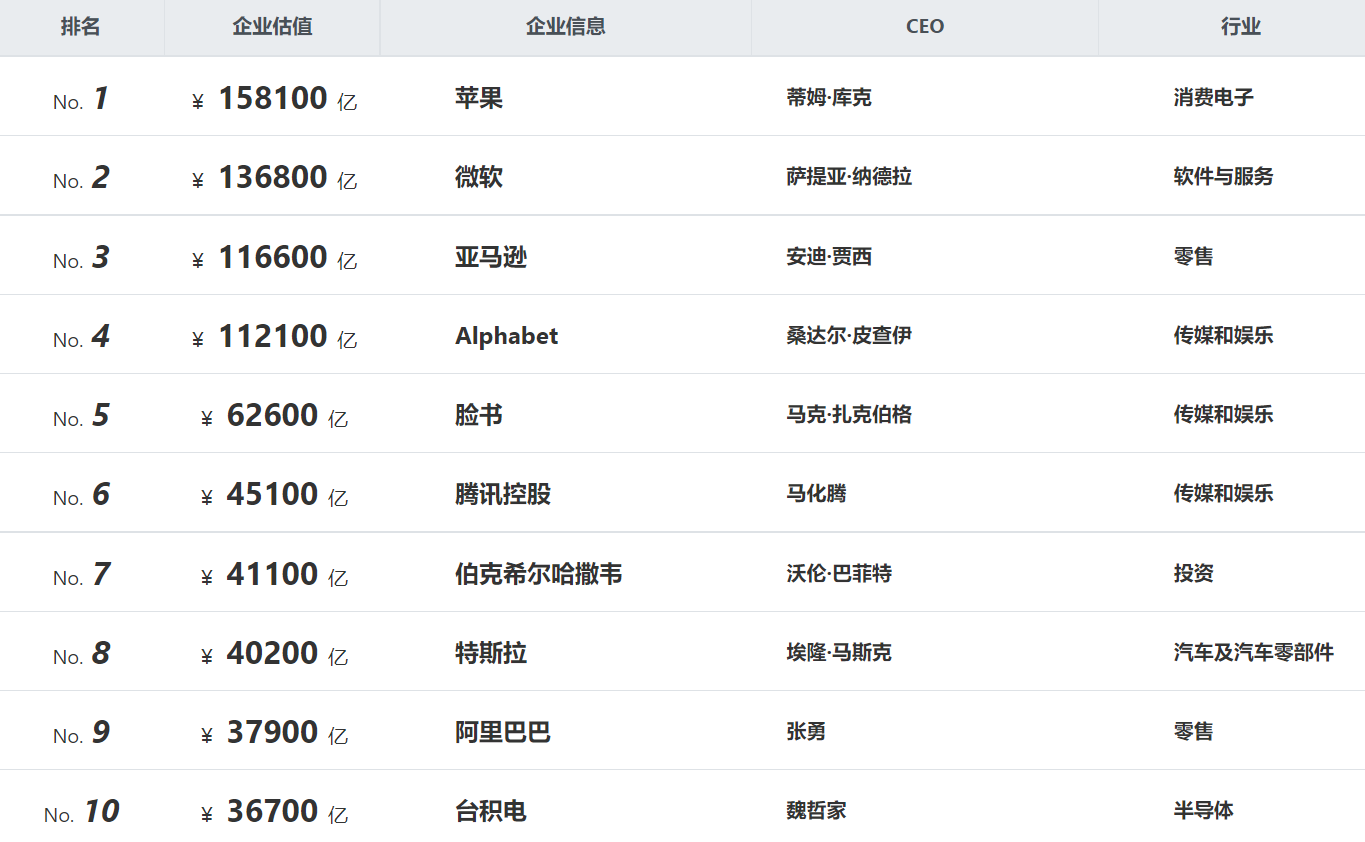 排名 企业估值 企业信息 CEO 行业
No. 1 ¥ 158100 亿 苹果 蒂姆·库克 消费电子
No. 2 ¥ 136800 亿 微软 萨提亚·纳德拉 软件与服务
No. 3 ¥ 116600 亿 亚马逊 安迪·贾西 零售
No. 4 ¥ 112100 亿 Alphabet 桑达尔·皮查伊 传媒和娱乐
No. 5 ¥ 62600 亿 脸书 马克·扎克伯格 传媒和娱乐
No. 6 ¥ 45100 亿 腾讯控股 马化腾 传媒和娱乐
No. 7 ¥ 41100 亿 伯克希尔哈撒韦 沃伦·巴菲特 投资
No. 8 ¥ 40200 亿 特斯拉 埃隆·马斯克 汽车及汽车零部件
No. 9 ¥ 37900 亿 阿里巴巴 张勇 零售
No. 10 ¥ 36700 亿 台积电 魏哲家 半导体